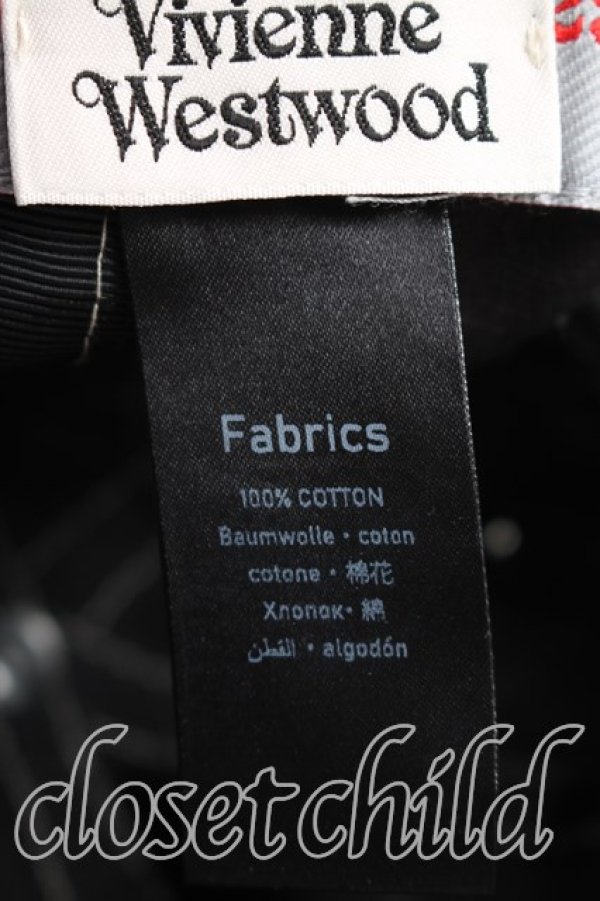 Vivienne
Westwood
Fabrics
100% COTTON
Baumwolle · coton
cotone · 棉花
Хлопок · 綿
القطن · algodón
closet child